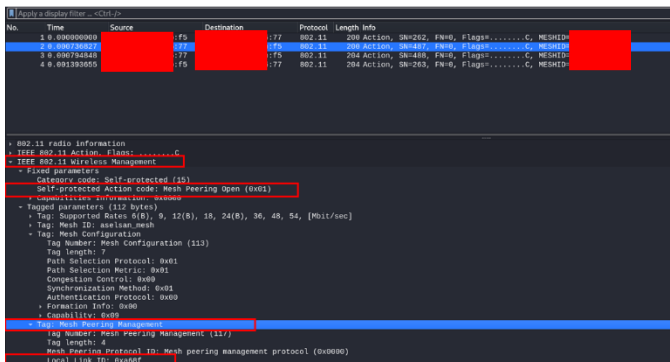 Apply a display filter ... <Ctrl-/>
No. Time Source Destination Protocol Length Info
1 0.000000000 :f5 :77 802.11 200 Action, SN=262, FN=0, Flags=........C, MESHID=
2 0.000736827 :77 :f5 802.11 200 Action, SN=487, FN=0, Flags=........C, MESHID=
3 0.000794848 :77 :f5 802.11 204 Action, SN=488, FN=0, Flags=........C, MESHID=
4 0.001393655 :f5 :77 802.11 204 Action, SN=263, FN=0, Flags=........C, MESHID=
802.11 radio information
IEEE 802.11 Action, Flags: ........C
IEEE 802.11 Wireless Management
Fixed parameters
Category code: Self-protected (15)
Self-protected Action code: Mesh Peering Open (0x01)
Capabilities Information: 0x0000
Tagged parameters (112 bytes)
Tag: Supported Rates 6(B), 9, 12(B), 18, 24(B), 36, 48, 54, [Mbit/sec]
Tag: Mesh ID: aselsan_mesh
Tag: Mesh Configuration
Tag Number: Mesh Configuration (113)
Tag length: 7
Path Selection Protocol: 0x01
Path Selection Metric: 0x01
Congestion Control: 0x00
Synchronization Method: 0x01
Authentication Protocol: 0x00
Formation Info: 0x00
Capability: 0x09
Tag: Mesh Peering Management
Tag Number: Mesh Peering Management (117)
Tag length: 4
Mesh Peering Protocol ID: Mesh peering management protocol (0x0000)
Local Link ID: 0xa68f